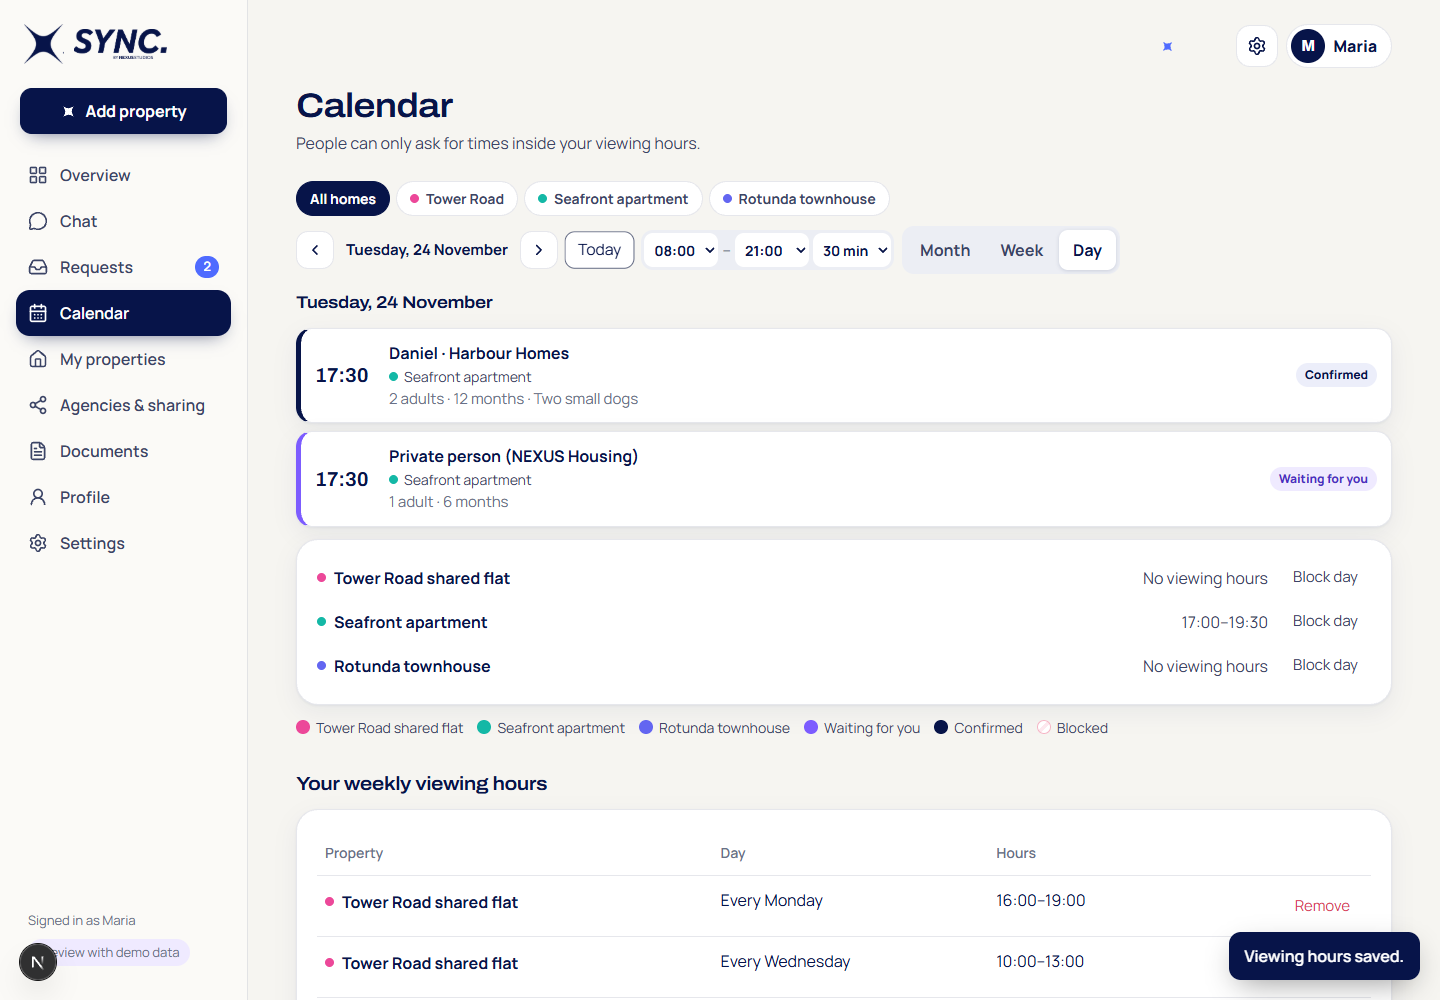 SYNC.
BY NEXUS STUDIOS
Add property
Overview
Chat
Requests 2
Calendar
My properties
Agencies & sharing
Documents
Profile
Settings
Signed in as Maria
eview with demo data
N
M Maria
Calendar
People can only ask for times inside your viewing hours.
All homes Tower Road Seafront apartment Rotunda townhouse
Tuesday, 24 November Today 08:00 – 21:00 30 min Month Week Day
Tuesday, 24 November
Daniel · Harbour Homes
17:30 Seafront apartment Confirmed
2 adults · 12 months · Two small dogs
Private person (NEXUS Housing)
17:30 Seafront apartment Waiting for you
1 adult · 6 months
Tower Road shared flat No viewing hours Block day
Seafront apartment 17:00–19:30 Block day
Rotunda townhouse No viewing hours Block day
Tower Road shared flat Seafront apartment Rotunda townhouse Waiting for you Confirmed Blocked
Your weekly viewing hours
Property Day Hours
Tower Road shared flat Every Monday 16:00–19:00 Remove
Tower Road shared flat Every Wednesday 10:00–13:00
Viewing hours saved.